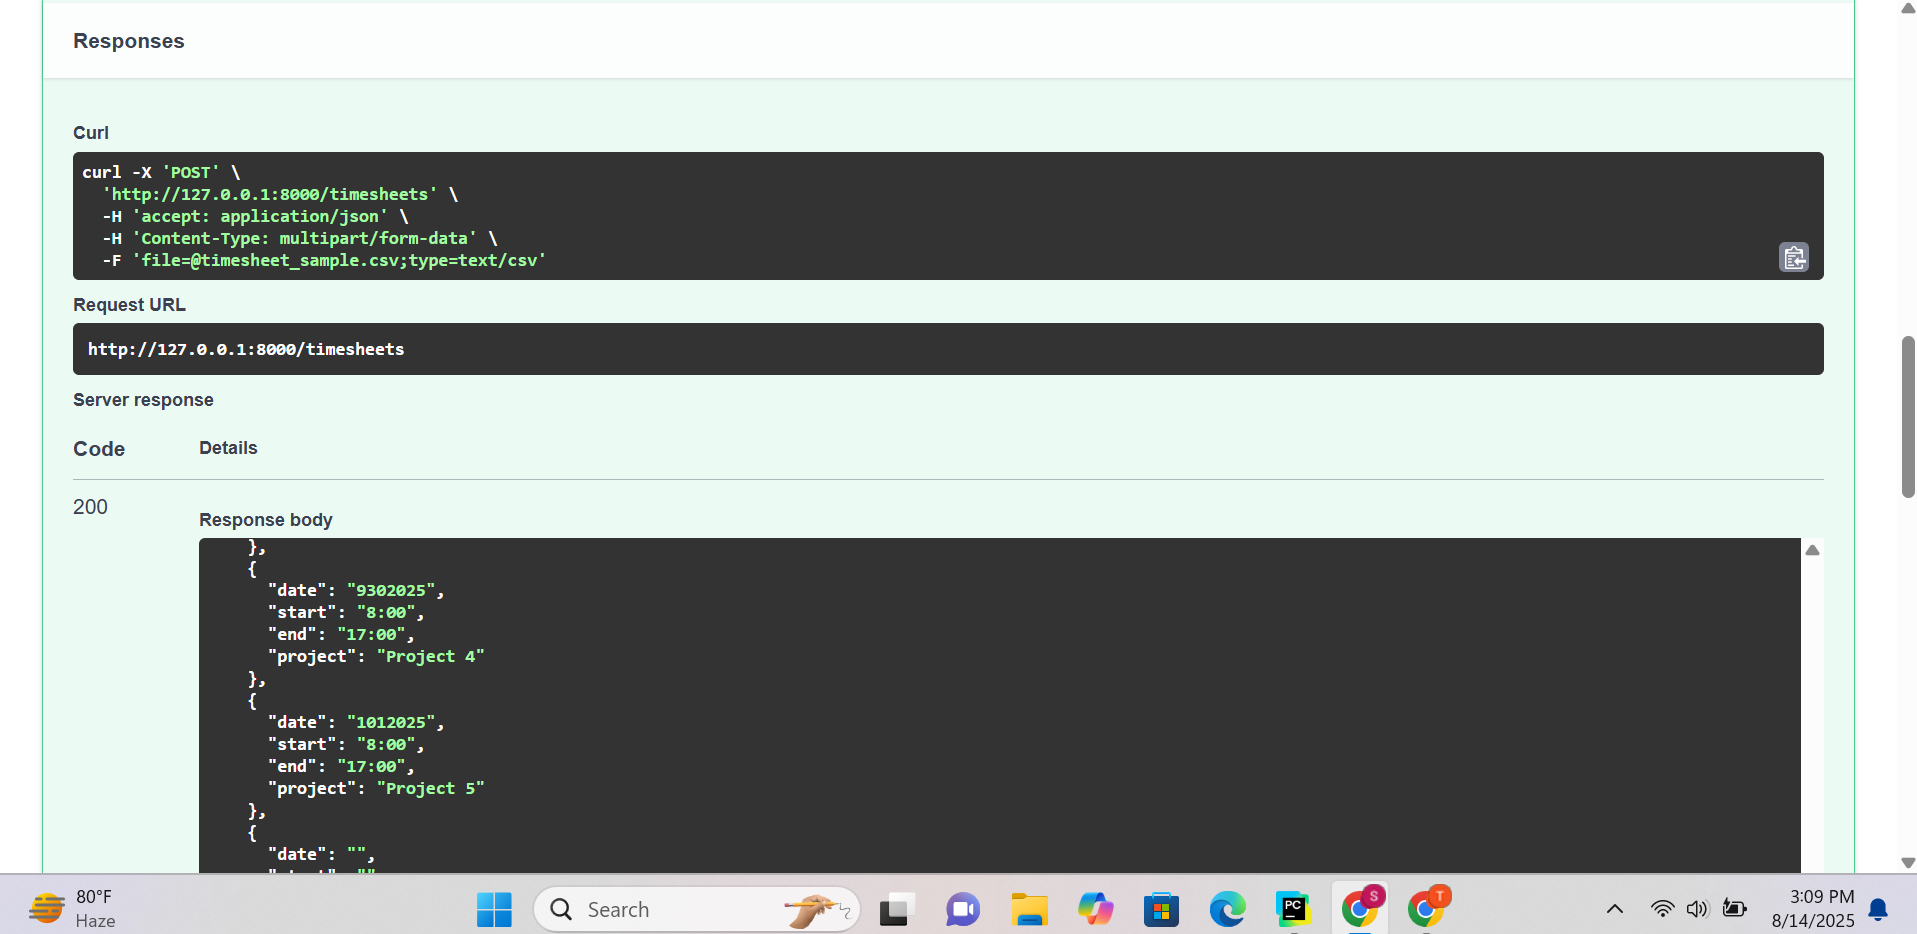 Responses
Curl
curl -X 'POST' \
'http://127.0.0.1:8000/timesheets' \
-H 'accept: application/json' \
-H 'Content-Type: multipart/form-data' \
-F 'file=@timesheet_sample.csv;type=text/csv'
Request URL
http://127.0.0.1:8000/timesheets
Server response
Code Details
200
Response body
},
{
"date": "9302025",
"start": "8:00",
"end": "17:00",
"project": "Project 4"
},
{
"date": "1012025",
"start": "8:00",
"end": "17:00",
"project": "Project 5"
},
{
"date": "",
80°F
Haze
Search
PC
S
T
3:09 PM
8/14/2025